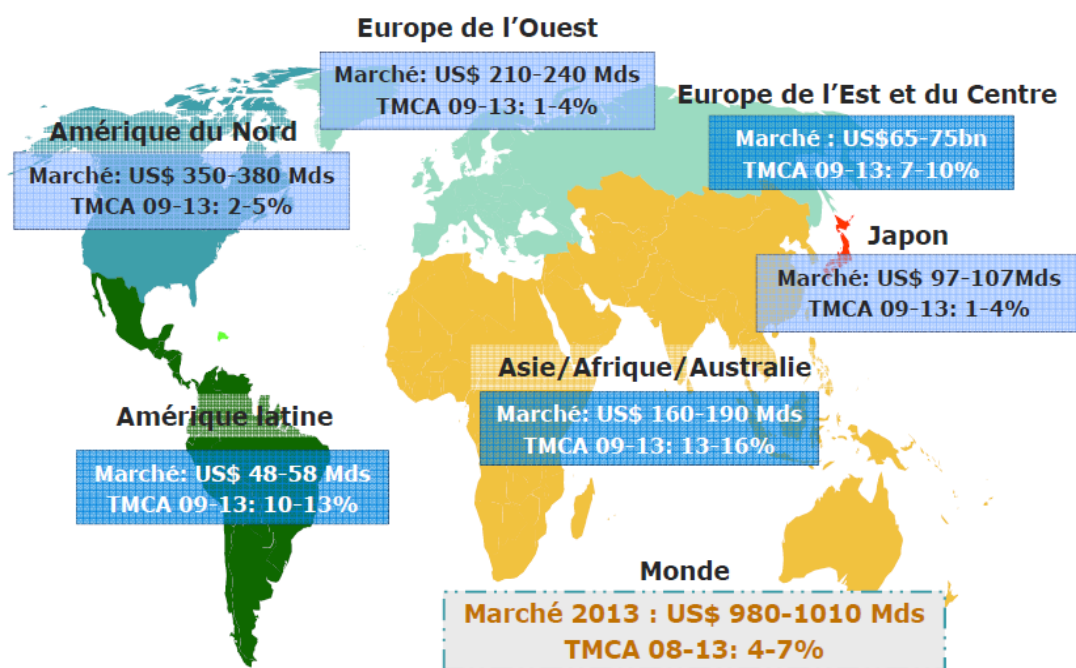 Europe de l’Ouest
Marché: US$ 210-240 Mds
TMCA 09-13: 1-4%
Europe de l’Est et du Centre
Marché : US$65-75bn
TMCA 09-13: 7-10%
Amérique du Nord
Marché: US$ 350-380 Mds
TMCA 09-13: 2-5%
Japon
Marché: US$ 97-107Mds
TMCA 09-13: 1-4%
Asie/Afrique/Australie
Marché: US$ 160-190 Mds
TMCA 09-13: 13-16%
Amérique latine
Marché: US$ 48-58 Mds
TMCA 09-13: 10-13%
Monde
Marché 2013 : US$ 980-1010 Mds
TMCA 08-13: 4-7%